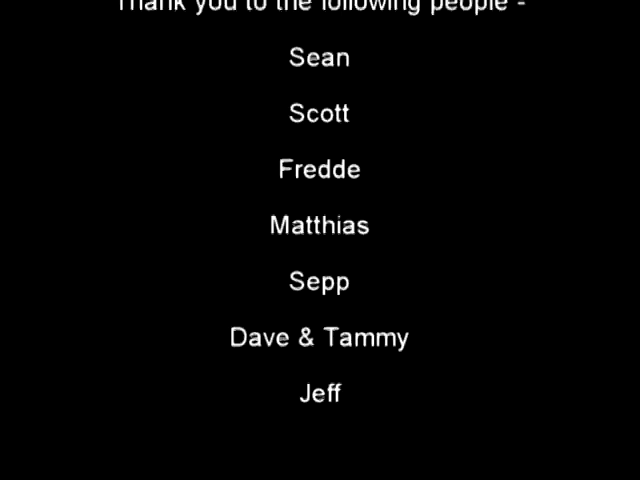 Thank you to the following people -
Sean
Scott
Fredde
Matthias
Sepp
Dave & Tammy
Jeff